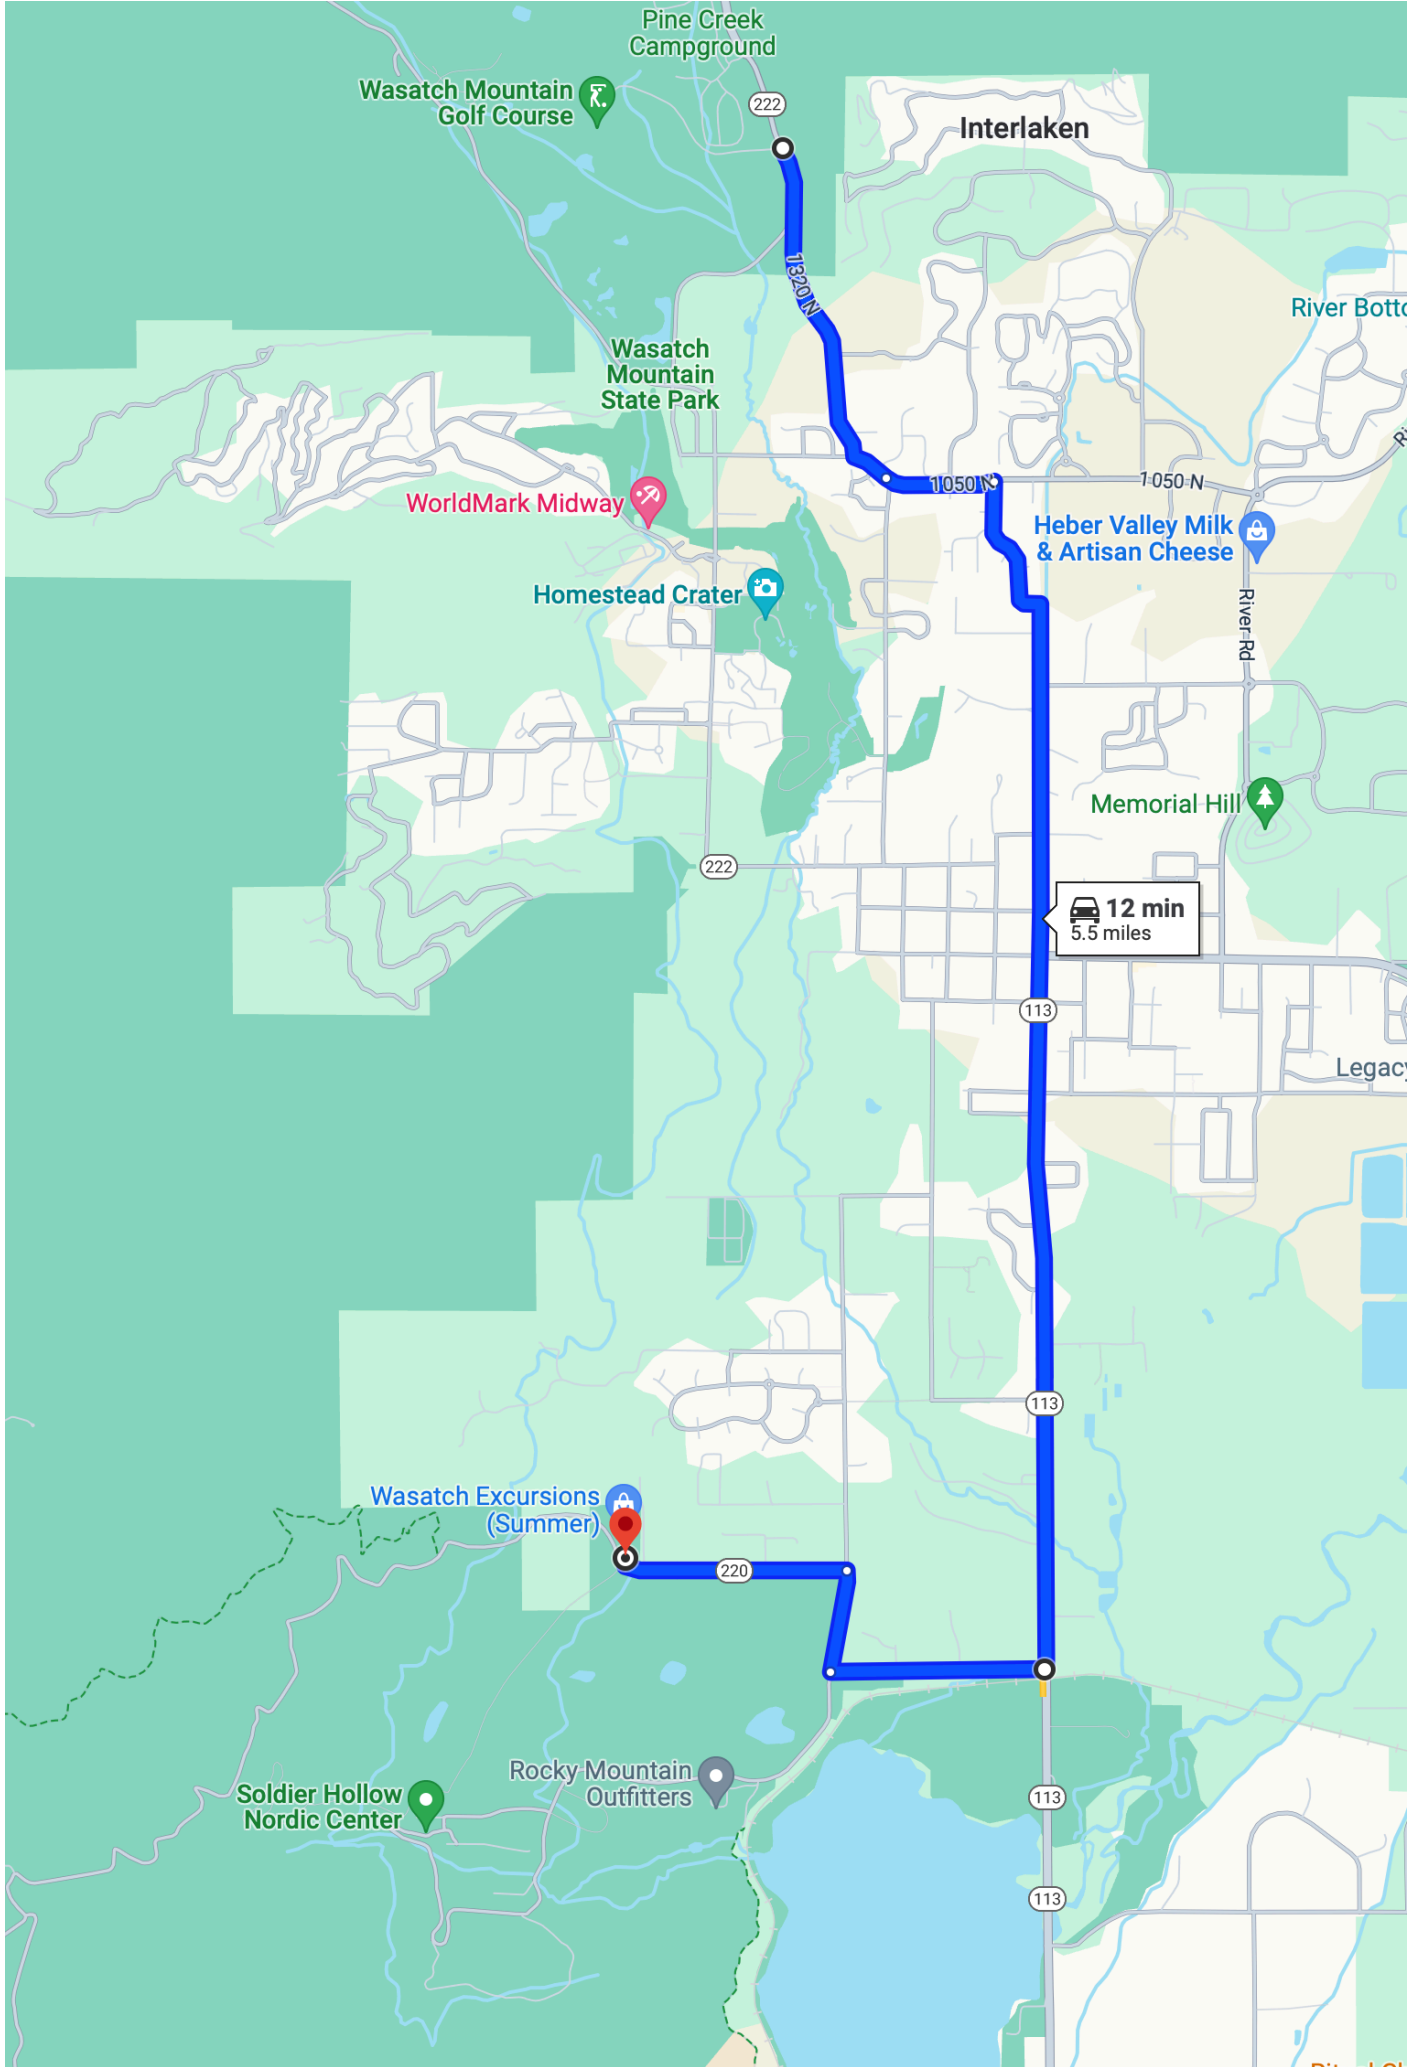 Pine Creek
Campground
Wasatch Mountain
Golf Course
222
Interlaken
1320 N
River Botto
Wasatch
Mountain
State Park
1050 N
1050 N
WorldMark Midway
Heber Valley Milk
& Artisan Cheese
Homestead Crater
River Rd
Memorial Hill
222
12 min
5.5 miles
113
Legacy
113
Wasatch Excursions
(Summer)
220
Rocky Mountain
Outfitters
Soldier Hollow
Nordic Center
113
113